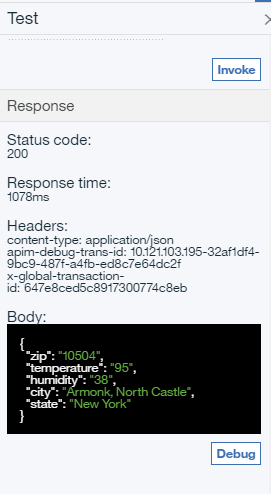 Test
Invoke
Response
Status code:
200
Response time:
1078ms
Headers:
content-type: application/json
apim-debug-trans-id: 10.121.103.195-32af1df4-
9bc9-487f-a4fb-ed8c7e64dc2f
x-global-transaction-
id: 647e8ced5c8917300774c8eb
Body:
{
"zip": "10504",
"temperature": "95",
"humidity": "38",
"city": "Armonk, North Castle",
"state": "New York"
}
Debug